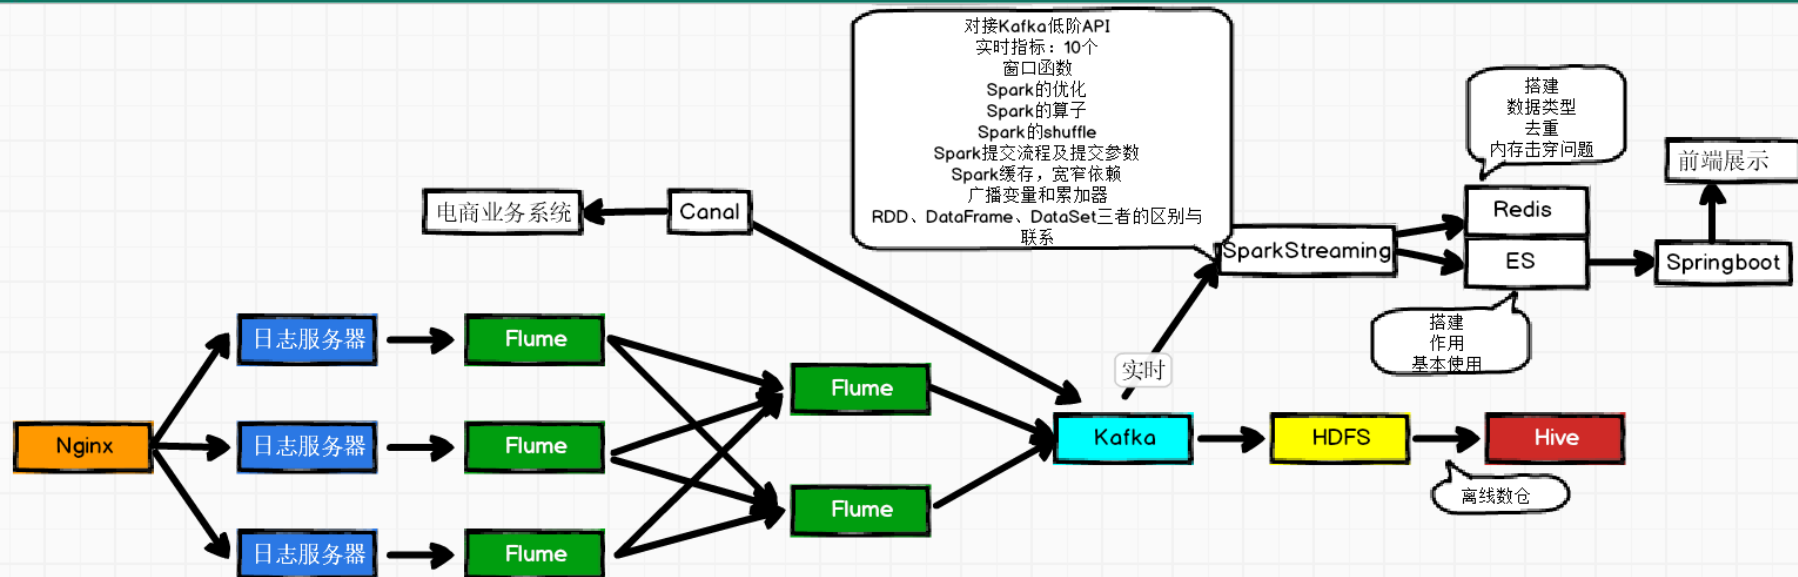 对接Kafka低阶API
实时指标：10个
窗口函数
Spark的优化
Spark的算子
Spark的shuffle
Spark提交流程及提交参数
Spark缓存，宽窄依赖
广播变量和累加器
RDD、DataFrame、DataSet三者的区别与
联系
搭建
数据类型
去重
内存击穿问题
前端展示
电商业务系统
Canal
Redis
SparkStreaming
ES
Springboot
搭建
作用
基本使用
实时
日志服务器
Flume
Flume
Nginx
日志服务器
Flume
Kafka
HDFS
Hive
离线数仓
Flume
日志服务器
Flume